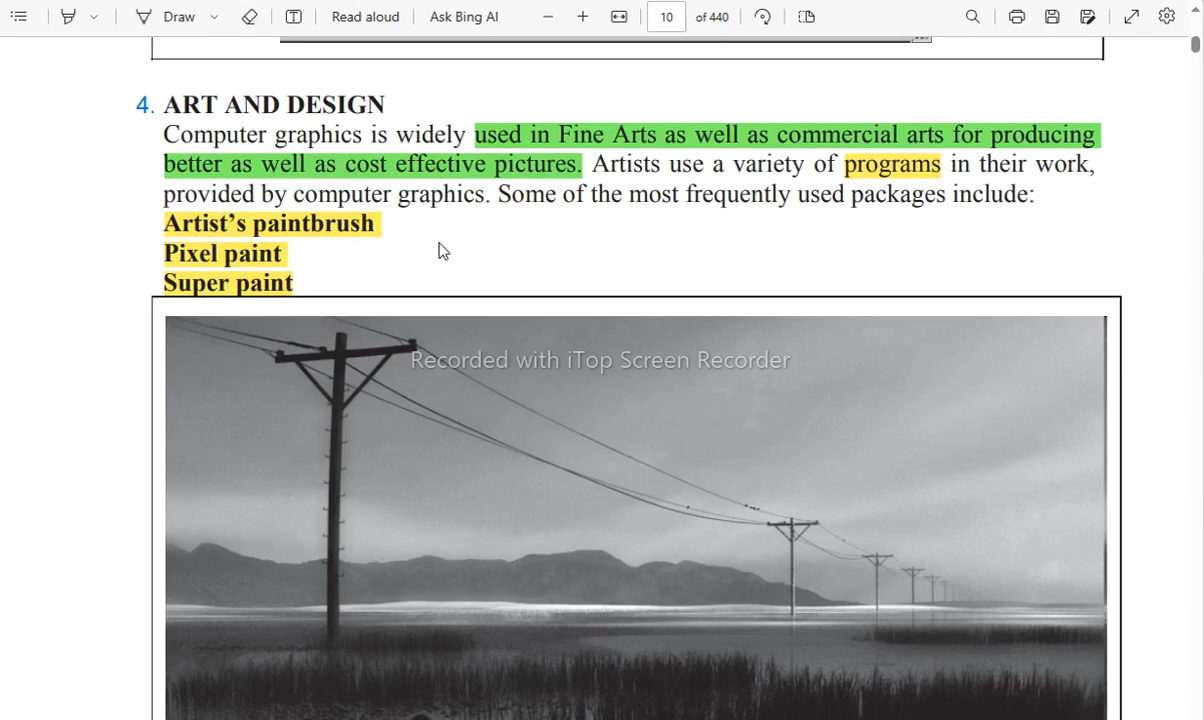 Draw
Read aloud
Ask Bing AI
10
of 440
4. ART AND DESIGN
Computer graphics is widely used in Fine Arts as well as commercial arts for producing
better as well as cost effective pictures. Artists use a variety of programs in their work,
provided by computer graphics. Some of the most frequently used packages include:
Artist’s paintbrush
Pixel paint
Super paint
Recorded with iTop Screen Recorder